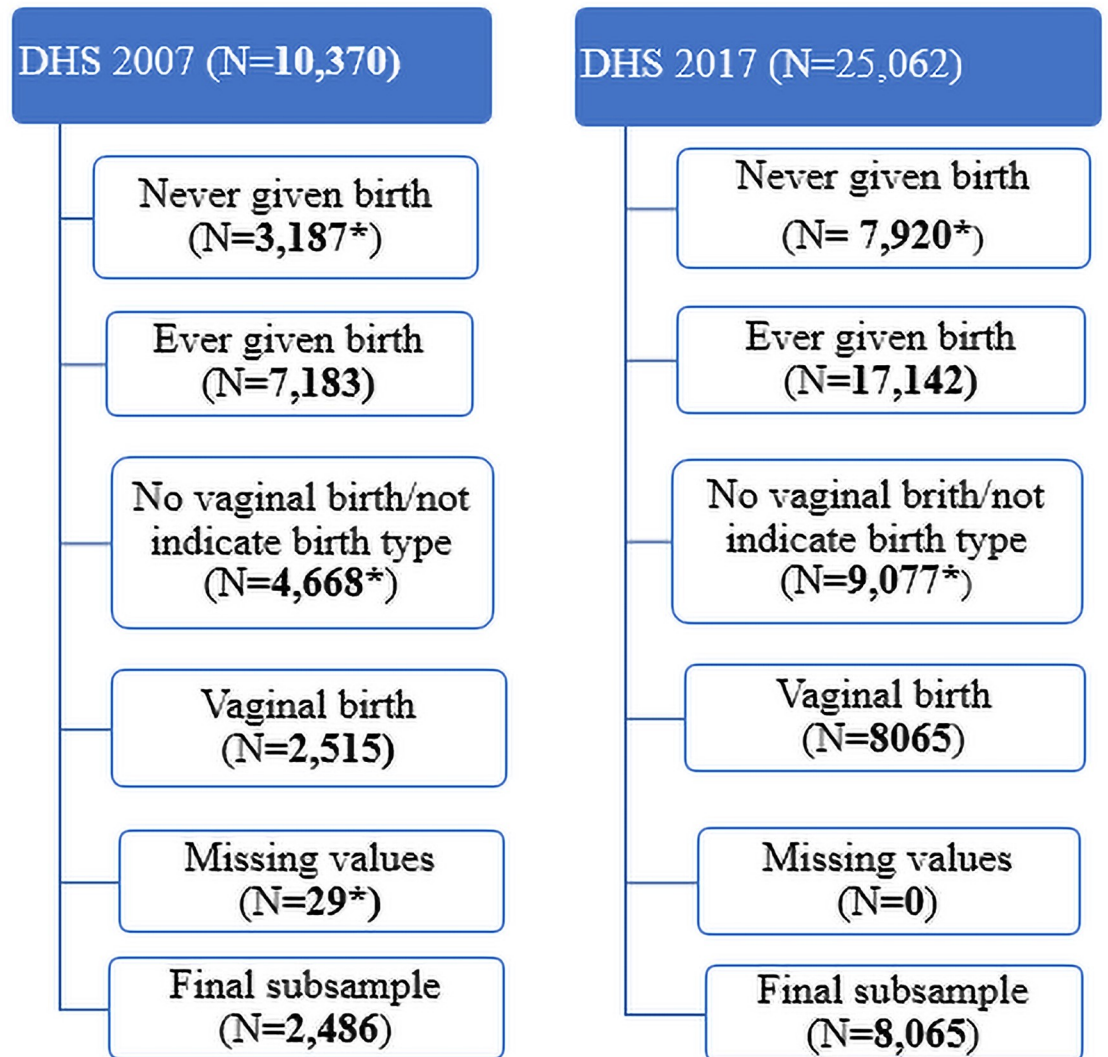 DHS 2007 (N=10,370)
Never given birth
(N=3,187*)
Ever given birth
(N=7,183)
No vaginal birth/not
indicate birth type
(N=4,668*)
Vaginal birth
(N=2,515)
Missing values
(N=29*)
Final subsample
(N=2,486)
DHS 2017 (N=25,062)
Never given birth
(N= 7,920*)
Ever given birth
(N=17,142)
No vaginal brith/not
indicate birth type
(N=9,077*)
Vaginal birth
(N=8065)
Missing values
(N=0)
Final subsample
(N=8,065)